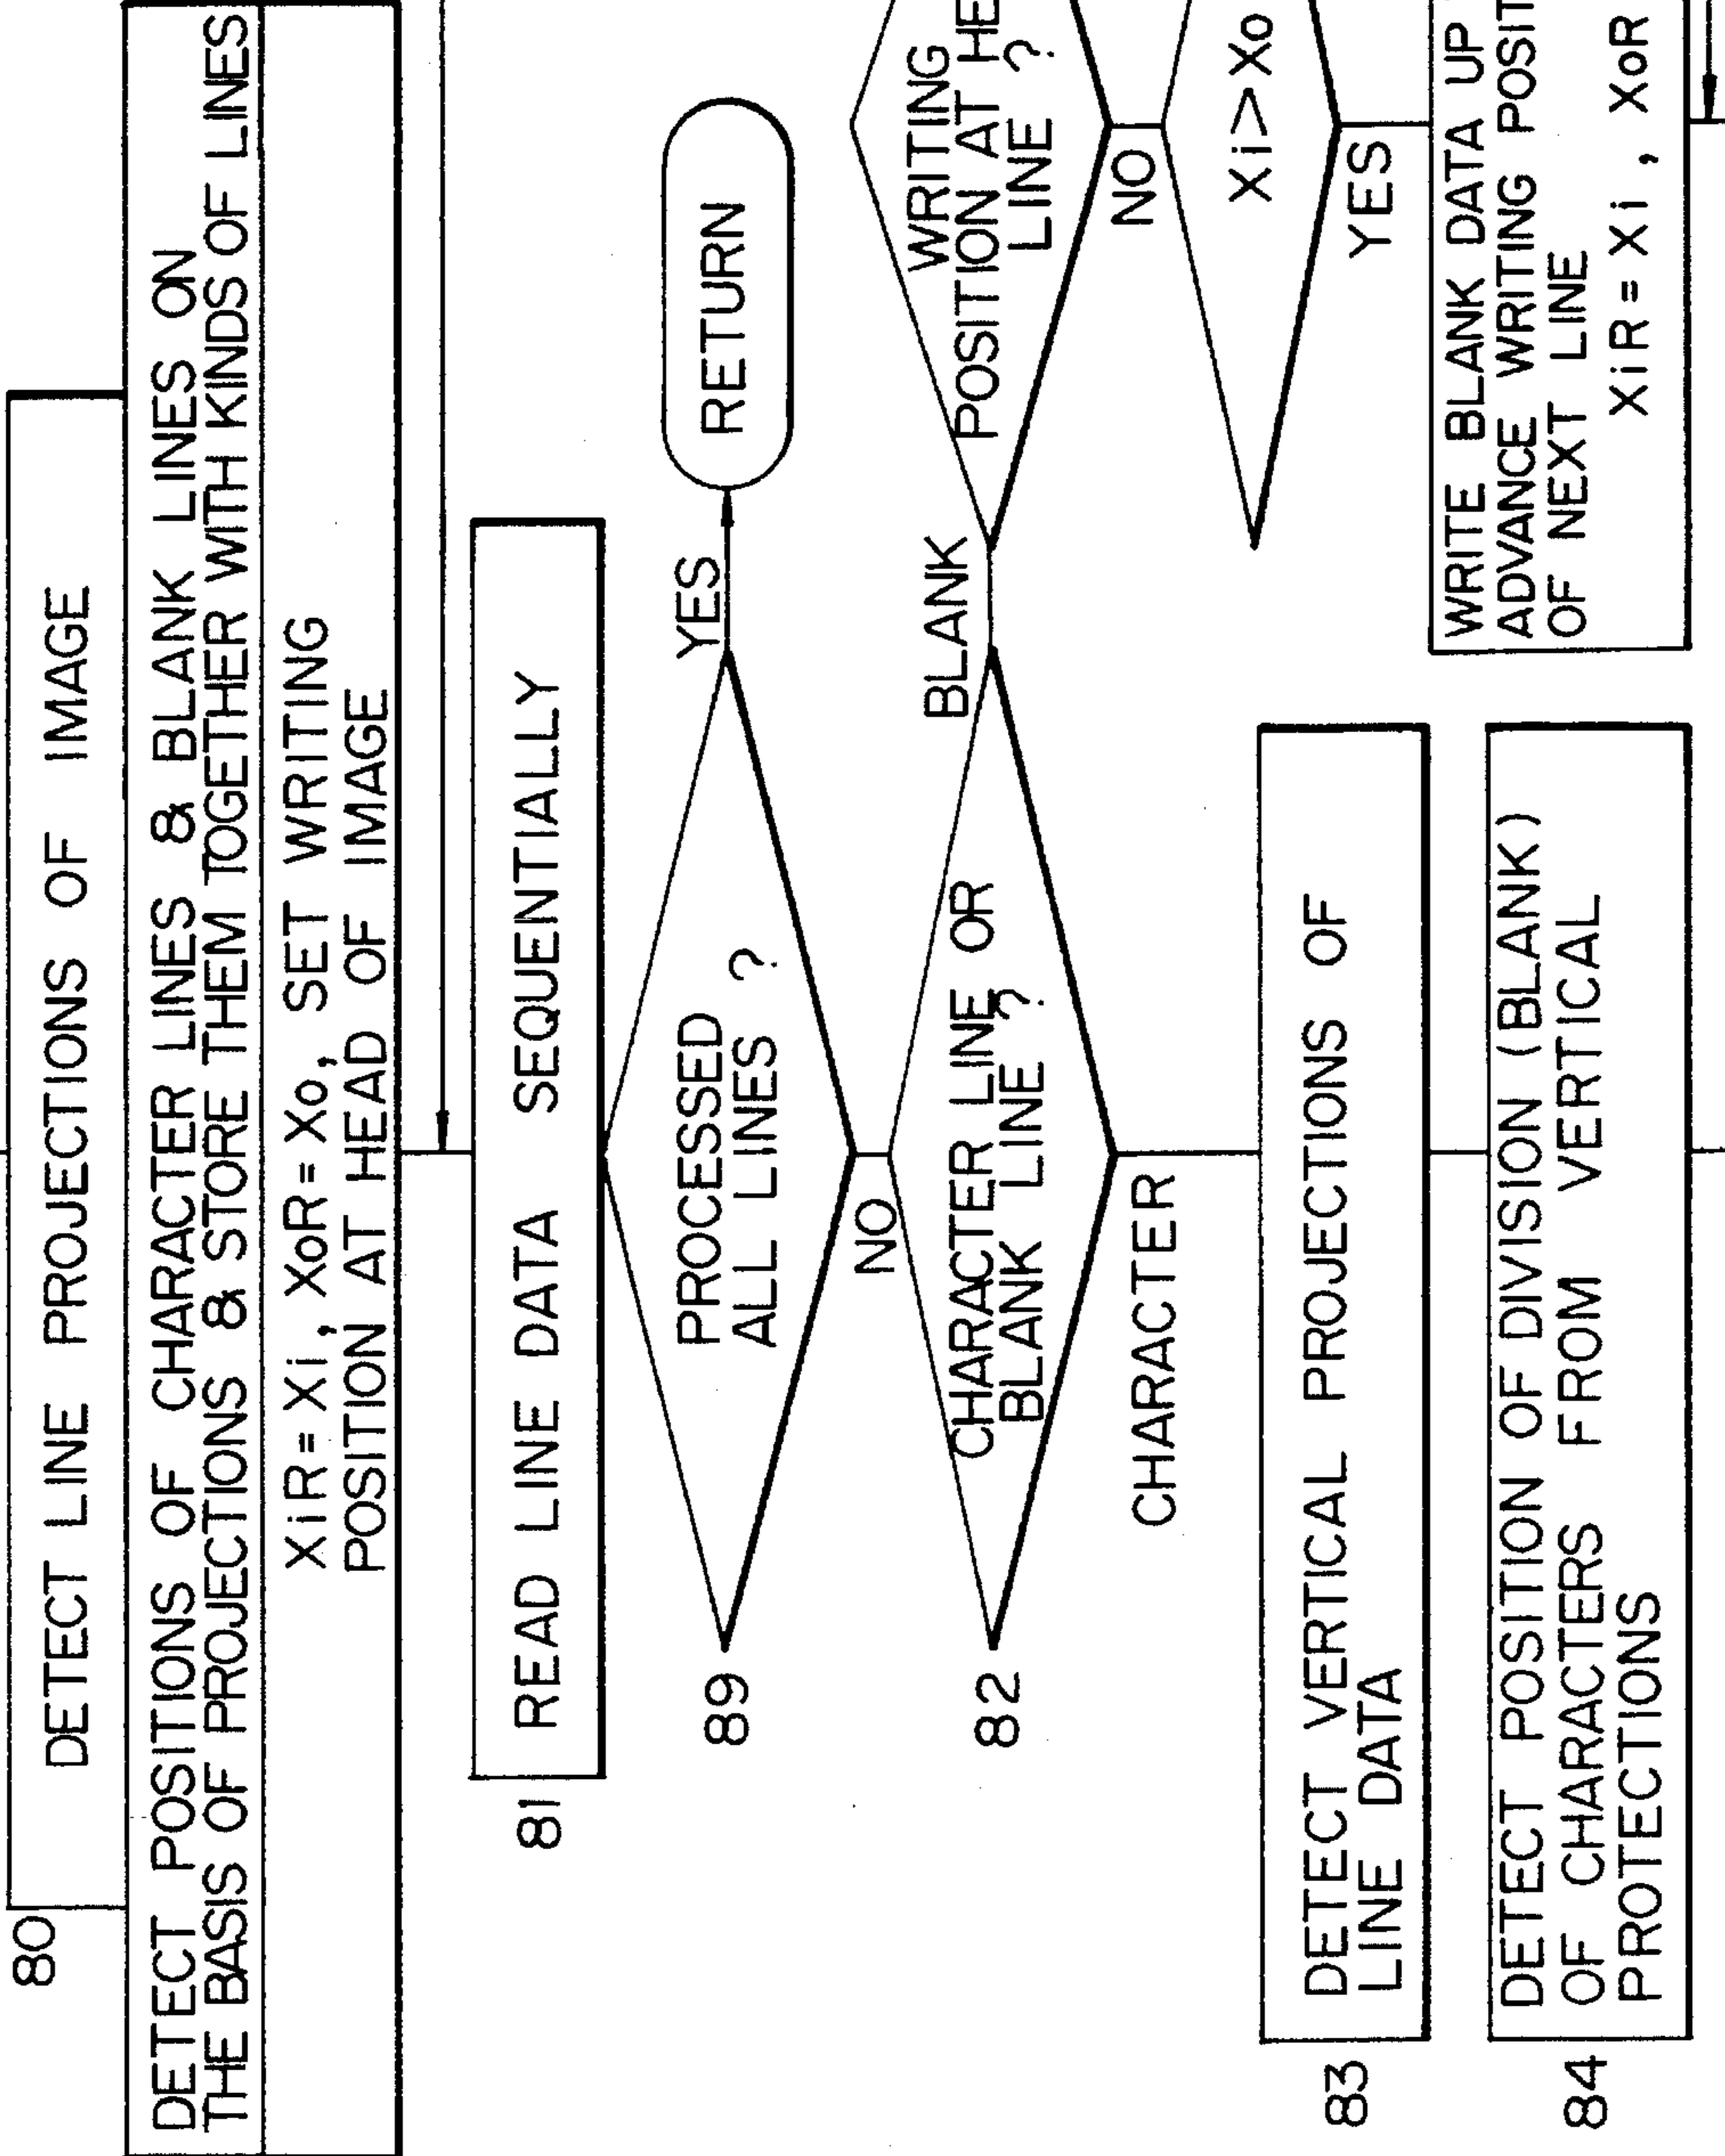 80
DETECT LINE PROJECTIONS OF IMAGE
DETECT POSITIONS OF CHARACTER LINES & BLANK LINES ON
THE BASIS OF PROJECTIONS & STORE THEM TOGETHER WITH KINDS OF LINES
XiR = Xi, XoR = Xo, SET WRITING
POSITION AT HEAD OF IMAGE
81
READ LINE DATA SEQUENTIALLY
89
PROCESSED
ALL LINES ?
YES
RETURN
NO
82
CHARACTER LINE OR
BLANK LINE ?
BLANK
WRITING
POSITION AT HE
LINE ?
NO
Xi > Xo
YES
WRITE BLANK DATA UP
ADVANCE WRITING POSIT
OF NEXT LINE
XiR = Xi , XoR
CHARACTER
83
DETECT VERTICAL PROJECTIONS OF
LINE DATA
84
DETECT POSITION OF DIVISION (BLANK)
OF CHARACTERS FROM VERTICAL
PROTECTIONS